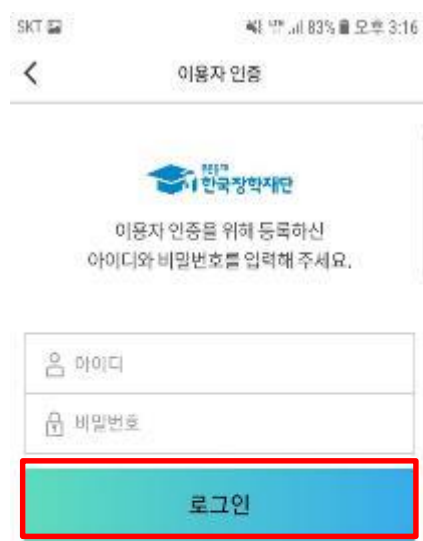 SKT
83% 오후 3:16
이용자 인증
한국장학재단
이용자 인증을 위해 등록하신
아이디와 비밀번호를 입력해 주세요.
아이디
비밀번호
로그인